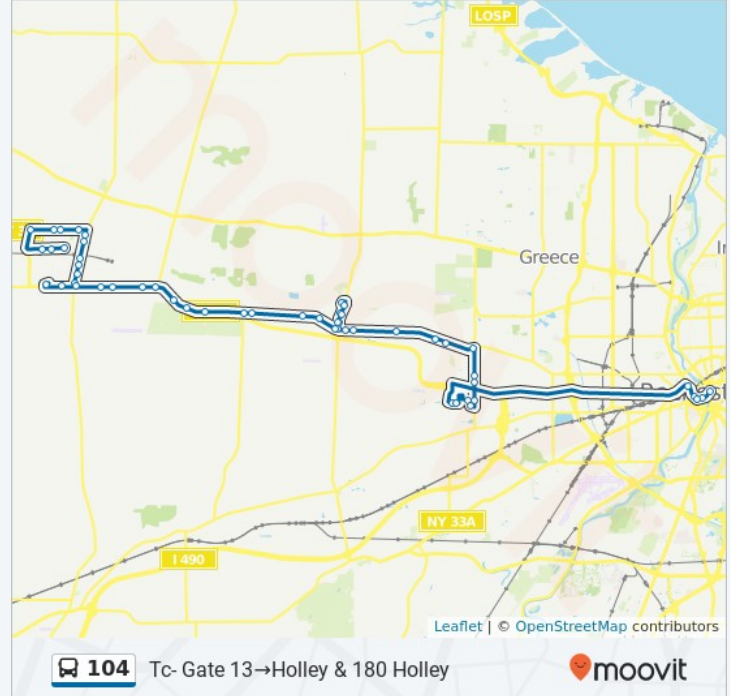 LOSP
Greece
NY 33A
I 490
Leaflet | © OpenStreetMap contributors
104 Tc- Gate 13→Holley & 180 Holley
moovit